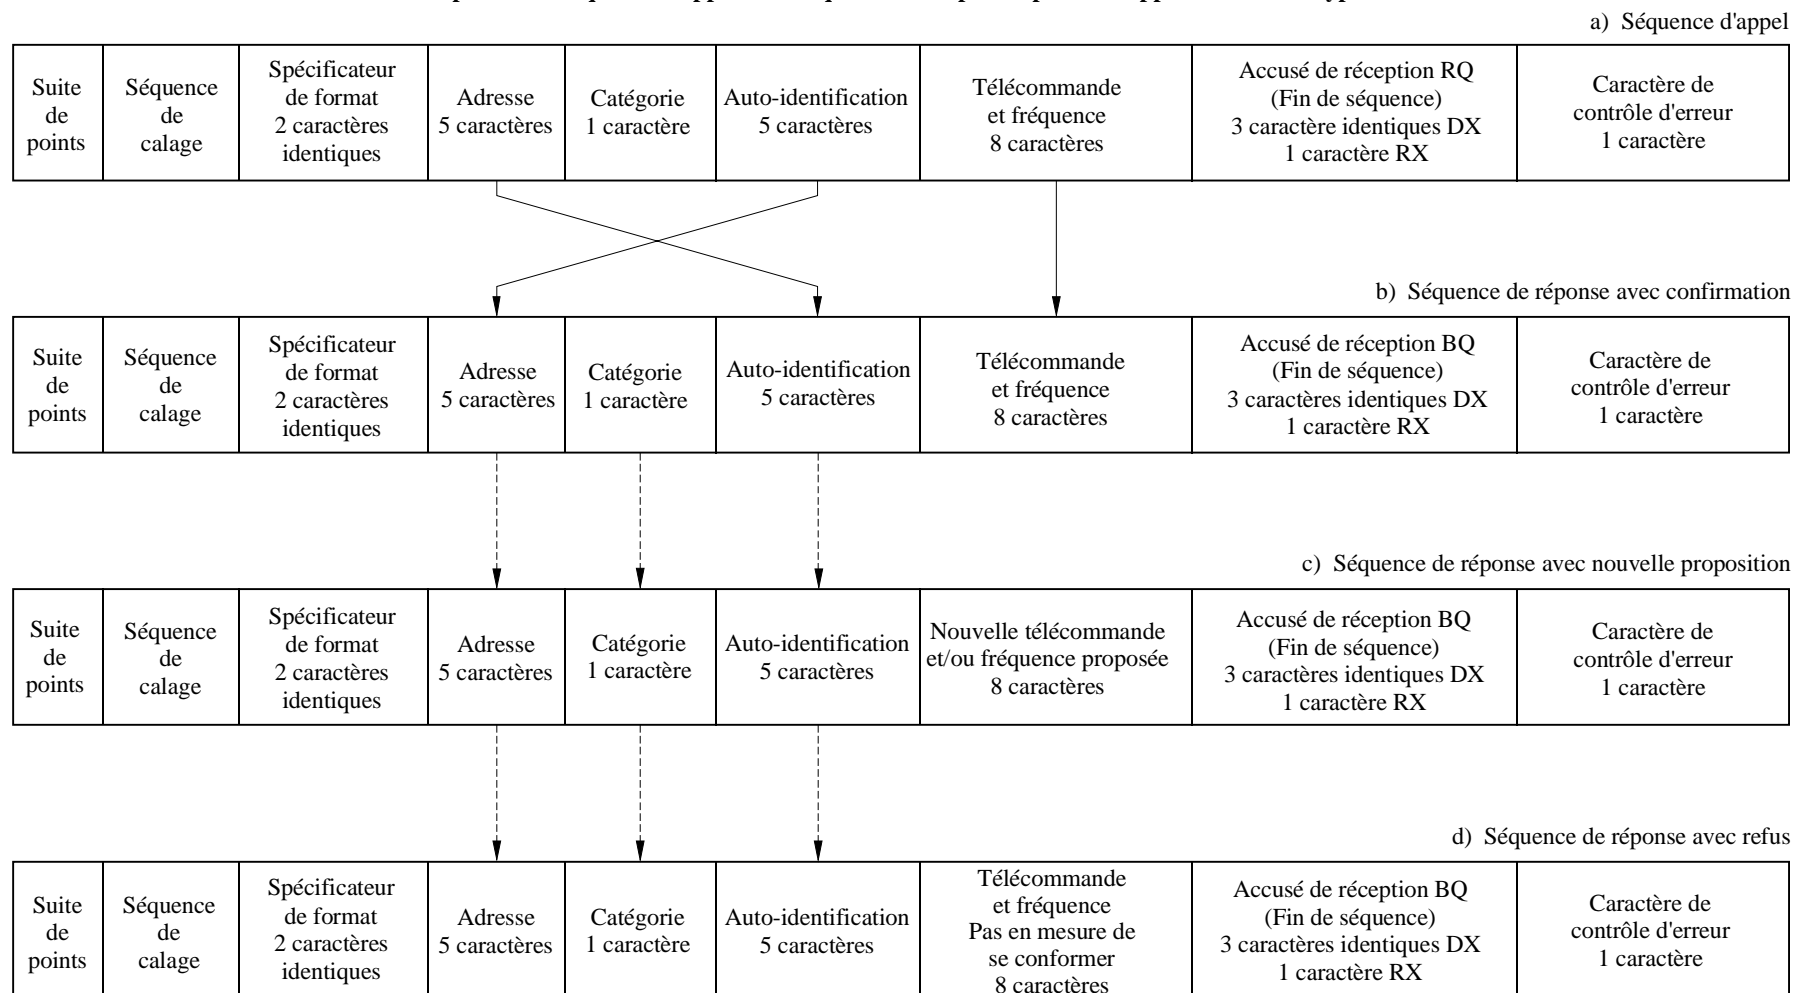 a) Séquence d'appel
Suite
de
points
Séquence
de
calage
Spécificateur
de format
2 caractères
identiques
Adresse
5 caractères
Catégorie
1 caractère
Auto-identification
5 caractères
Télécommande
et fréquence
8 caractères
Accusé de réception RQ
(Fin de séquence)
3 caractère identiques DX
1 caractère RX
Caractère de
contrôle d'erreur
1 caractère
b) Séquence de réponse avec confirmation
Suite
de
points
Séquence
de
calage
Spécificateur
de format
2 caractères
identiques
Adresse
5 caractères
Catégorie
1 caractère
Auto-identification
5 caractères
Télécommande
et fréquence
8 caractères
Accusé de réception BQ
(Fin de séquence)
3 caractères identiques DX
1 caractère RX
Caractère de
contrôle d'erreur
1 caractère
c) Séquence de réponse avec nouvelle proposition
Suite
de
points
Séquence
de
calage
Spécificateur
de format
2 caractères
identiques
Adresse
5 caractères
Catégorie
1 caractère
Auto-identification
5 caractères
Nouvelle télécommande
et/ou fréquence proposée
8 caractères
Accusé de réception BQ
(Fin de séquence)
3 caractères identiques DX
1 caractère RX
Caractère de
contrôle d'erreur
1 caractère
d) Séquence de réponse avec refus
Suite
de
points
Séquence
de
calage
Spécificateur
de format
2 caractères
identiques
Adresse
5 caractères
Catégorie
1 caractère
Auto-identification
5 caractères
Télécommande
et fréquence
Pas en mesure de
se conformer
8 caractères
Accusé de réception BQ
(Fin de séquence)
3 caractères identiques DX
1 caractère RX
Caractère de
contrôle d'erreur
1 caractère